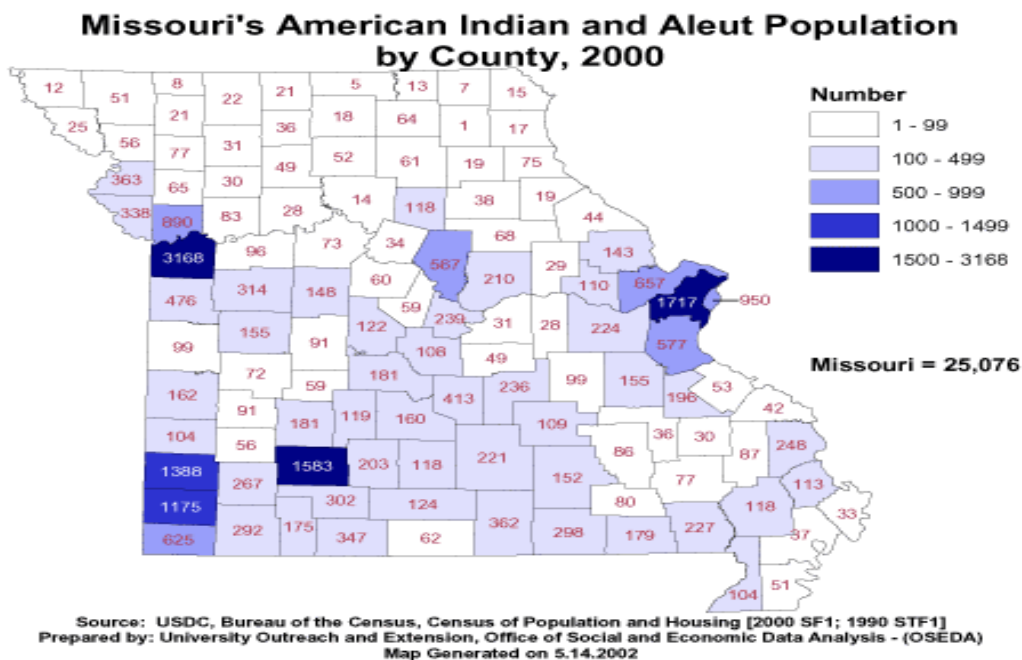 Missouri's American Indian and Aleut Population
by County, 2000
Number
1 - 99
100 - 499
500 - 999
1000 - 1499
1500 - 3168
Missouri = 25,076
12 51 8 22 21 5 13 7 15
25 56 21 31 36 18 64 1 17
77 49 52 61 19 75
363 65 30 14 118 38 19
338 890 83 28 44
3168 96 73 34 567 68 29 143
476 314 148 60 59 210 110 657 1717 950
155 122 239 31 28 224 577
99 91 108 49
162 72 59 181 413 236 99 155 196 53
91 181 119 160 109 42
104 56 86 36 30 87 248
1388 267 1583 203 118 221 152 77 113
1175 302 124 80 118 33
625 292 175 347 62 362 298 179 227 37
104 51
Source: USDC, Bureau of the Census, Census of Population and Housing [2000 SF1; 1990 STF1]
Prepared by: University Outreach and Extension, Office of Social and Economic Data Analysis - (OSEDA)
Map Generated on 5.14.2002